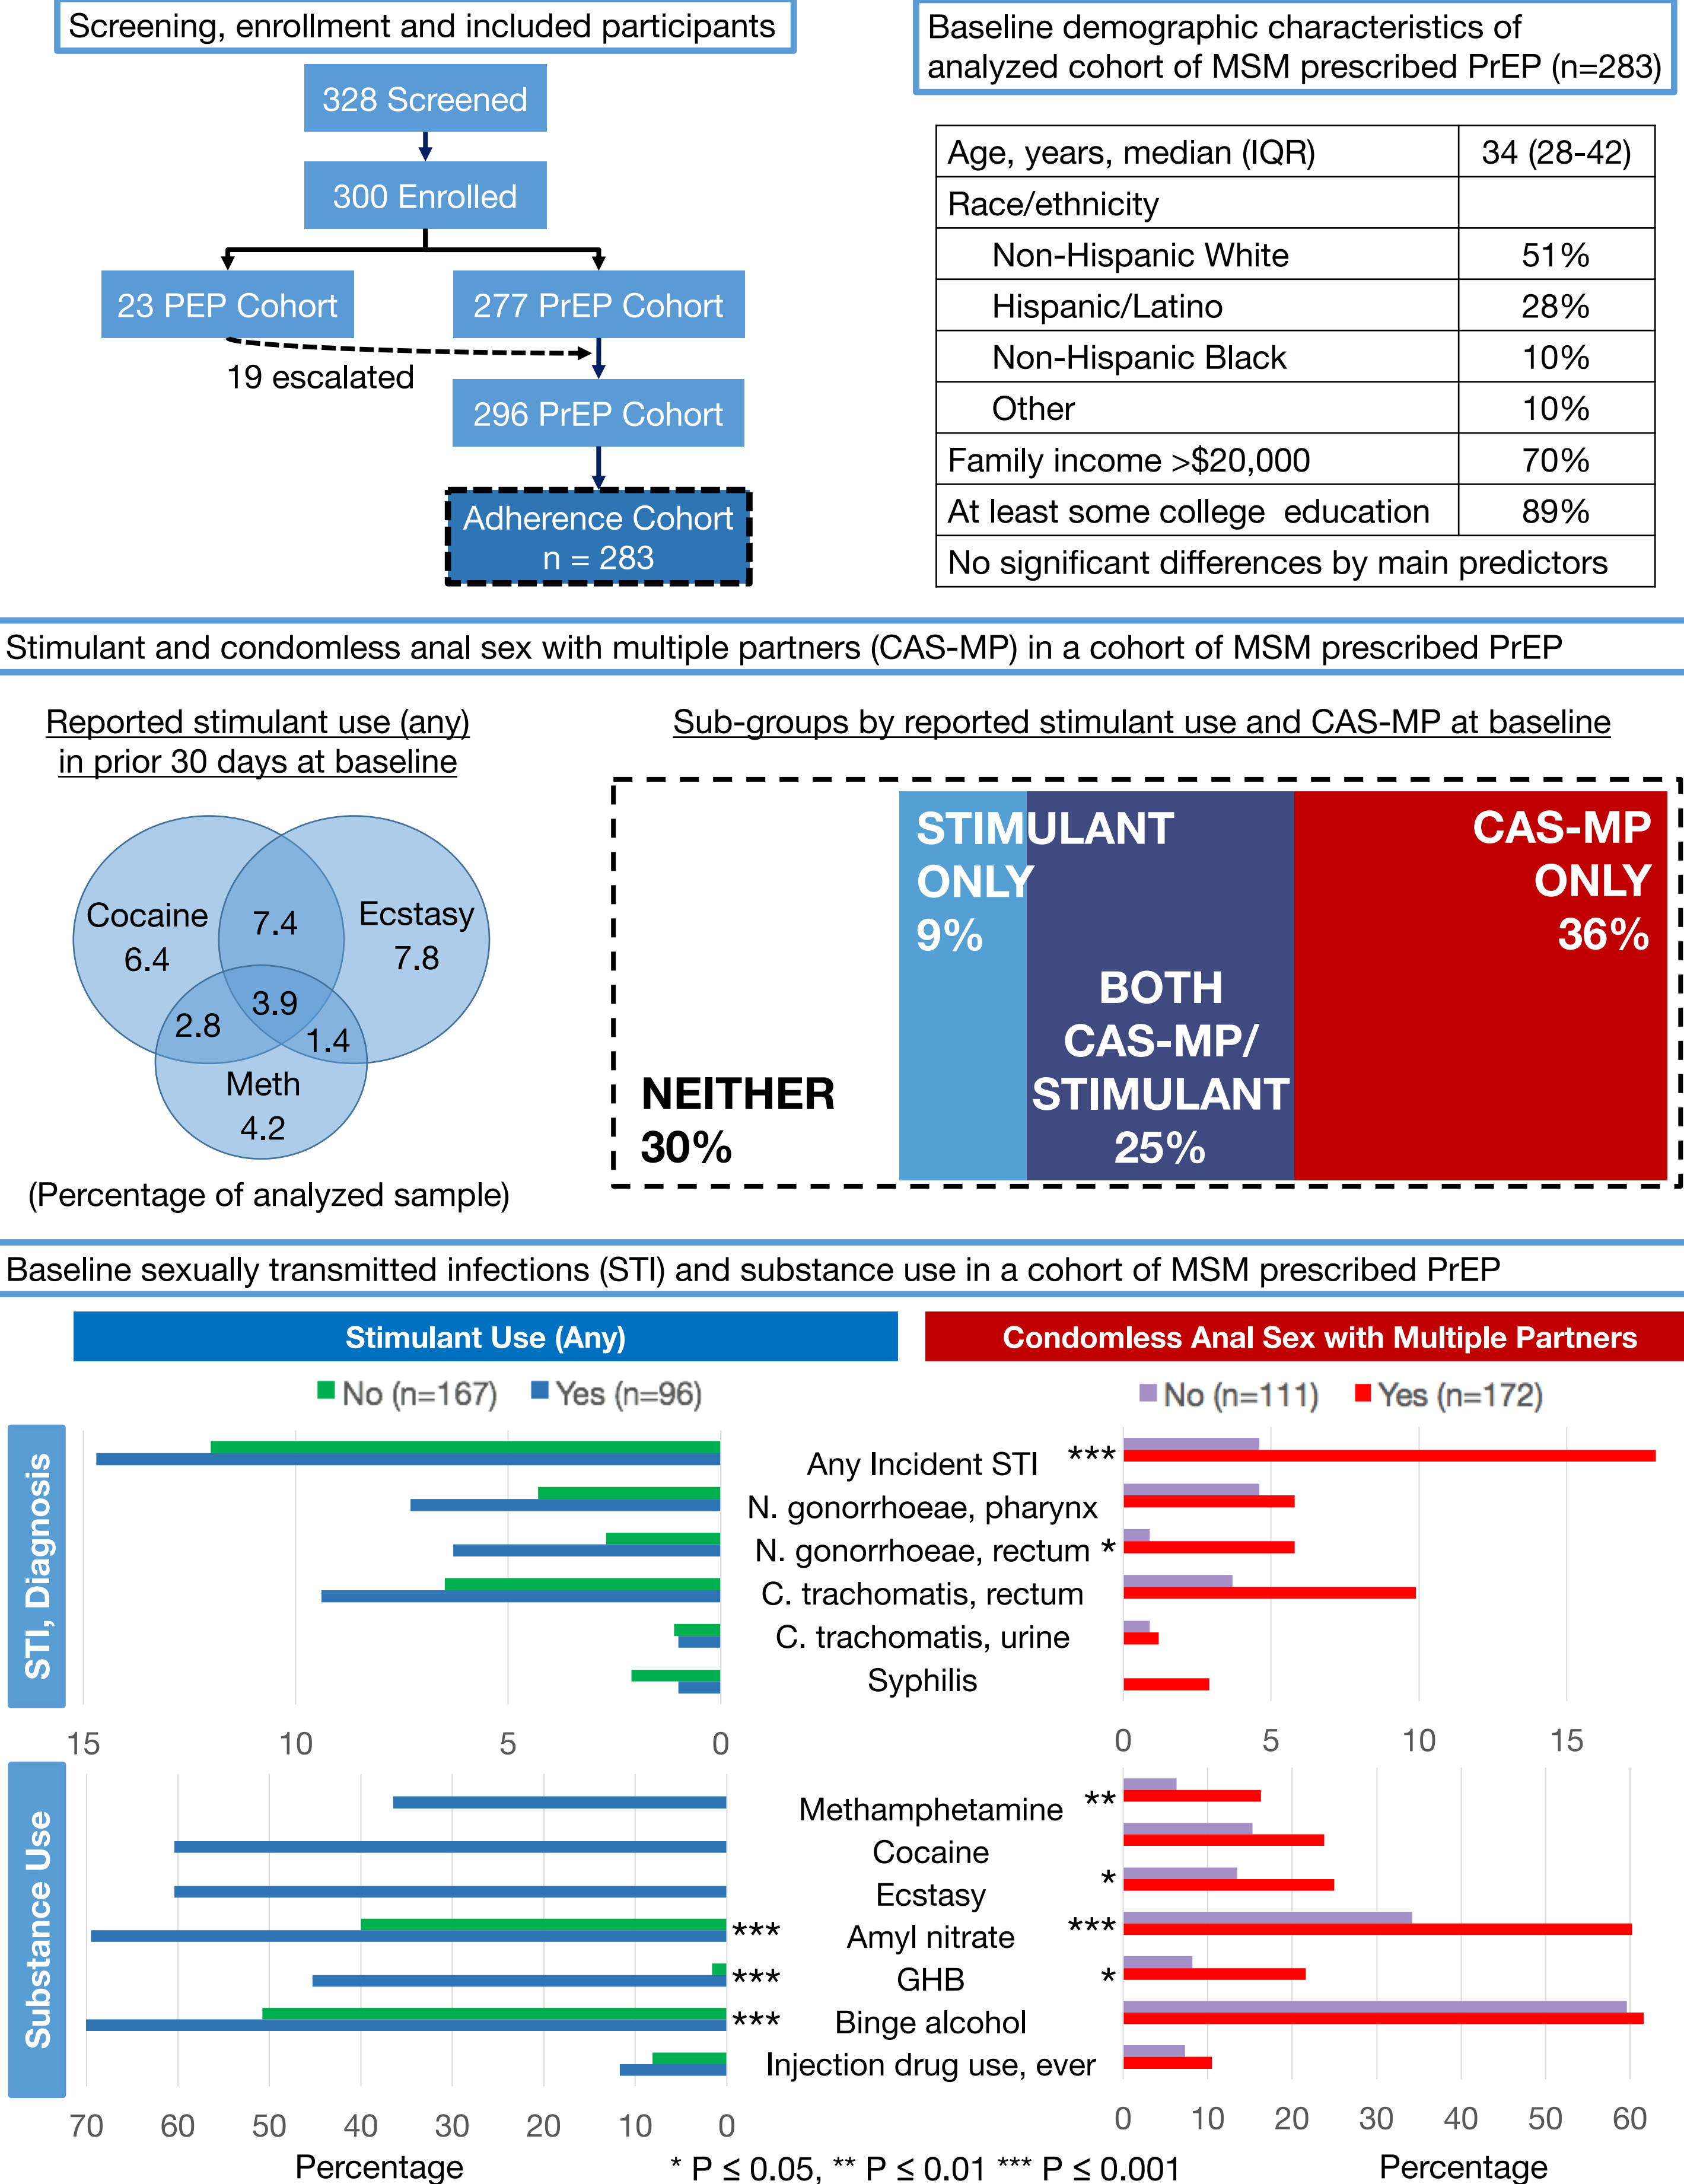 Screening, enrollment and included participants
328 Screened
300 Enrolled
23 PEP Cohort
277 PrEP Cohort
19 escalated
296 PrEP Cohort
Adherence Cohort
n = 283
Baseline demographic characteristics of
analyzed cohort of MSM prescribed PrEP (n=283)
Age, years, median (IQR) 34 (28-42)
Race/ethnicity
Non-Hispanic White 51%
Hispanic/Latino 28%
Non-Hispanic Black 10%
Other 10%
Family income >$20,000 70%
At least some college education 89%
No significant differences by main predictors
Stimulant and condomless anal sex with multiple partners (CAS-MP) in a cohort of MSM prescribed PrEP
Reported stimulant use (any)
in prior 30 days at baseline
Cocaine
6.4
7.4
Ecstasy
7.8
3.9
2.8
1.4
Meth
4.2
(Percentage of analyzed sample)
Sub-groups by reported stimulant use and CAS-MP at baseline
NEITHER
30%
STIMULANT
ONLY
9%
BOTH
CAS-MP/
STIMULANT
25%
CAS-MP
ONLY
36%
Baseline sexually transmitted infections (STI) and substance use in a cohort of MSM prescribed PrEP
Stimulant Use (Any)
Condomless Anal Sex with Multiple Partners
No (n=167) Yes (n=96)
No (n=111) Yes (n=172)
STI, Diagnosis
Any Incident STI ***
N. gonorrhoeae, pharynx
N. gonorrhoeae, rectum *
C. trachomatis, rectum
C. trachomatis, urine
Syphilis
15 10 5 0
0 5 10 15
Substance Use
Methamphetamine **
Cocaine
Ecstasy *
*** Amyl nitrate ***
*** GHB *
*** Binge alcohol
Injection drug use, ever
70 60 50 40 30 20 10 0
0 10 20 30 40 50 60
Percentage
* P ≤ 0.05, ** P ≤ 0.01 *** P ≤ 0.001
Percentage